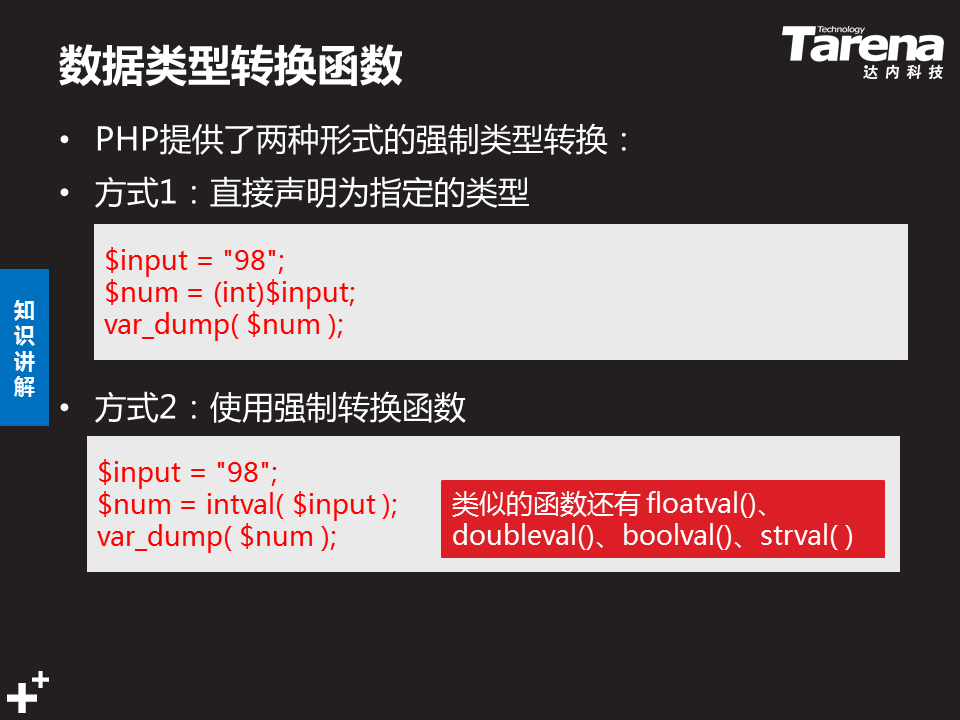 数据类型转换函数
Technology
Tarena
达内科技
• PHP提供了两种形式的强制类型转换：
• 方式1：直接声明为指定的类型
$input = "98";
$num = (int)$input;
var_dump( $num );
知识讲解
• 方式2：使用强制转换函数
$input = "98";
$num = intval( $input );
var_dump( $num );
类似的函数还有 floatval()、
doubleval()、boolval()、strval( )